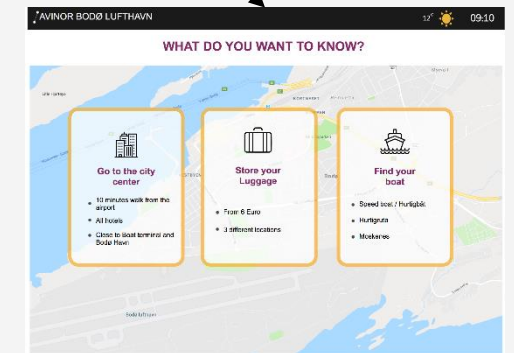 AVINOR BODØ LUFTHAVN
12°
09:10
WHAT DO YOU WANT TO KNOW?
Go to the city
center
10 minutes walk from the
airport
All hotels
Close to Boat terminal and
Bodø Havn
Store your
Luggage
From 6 Euro
3 different locations
Find your
boat
Speed boat / Hurtigbåt
Hurtigruta
Moskenes
Bodø lufthavn